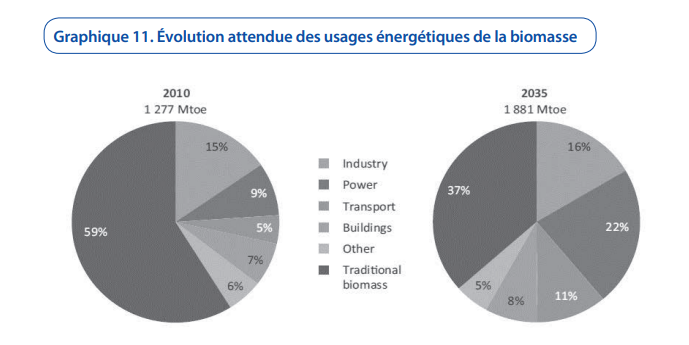 Graphique 11. Évolution attendue des usages énergétiques de la biomasse
2010
1 277 Mtoe
15%
9%
5%
7%
6%
59%
Industry
Power
Transport
Buildings
Other
Traditional
biomass
2035
1 881 Mtoe
16%
22%
11%
8%
5%
37%